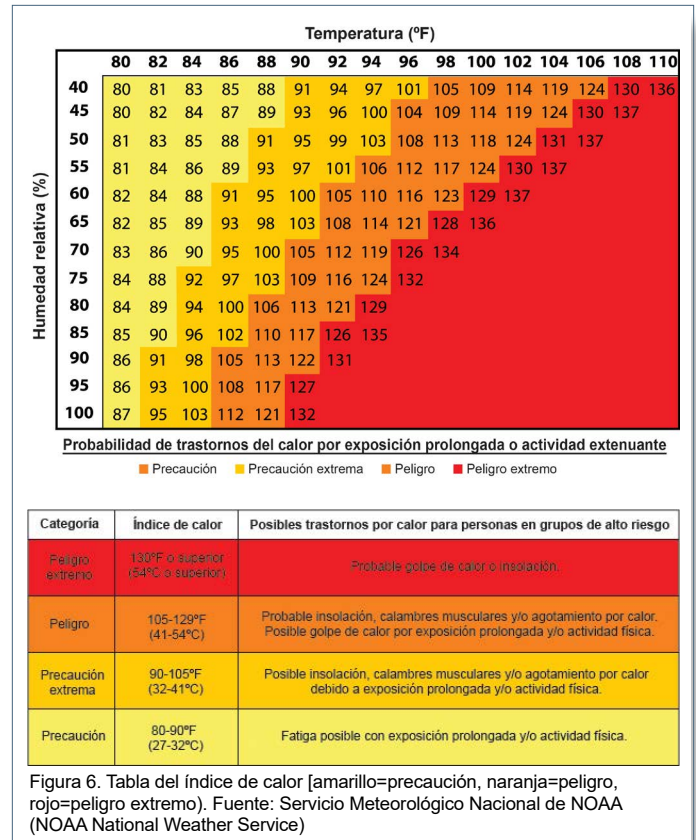 Temperatura (ºF)
80 82 84 86 88 90 92 94 96 98 100 102 104 106 108 110
Humedad relativa (%)
40 80 81 83 85 88 91 94 97 101 105 109 114 119 124 130 136
45 80 82 84 87 89 93 96 100 104 109 114 119 124 130 137
50 81 83 85 88 91 95 99 103 108 113 118 124 131 137
55 81 84 86 89 93 97 101 106 112 117 124 130 137
60 82 84 88 91 95 100 105 110 116 123 129 137
65 82 85 89 93 98 103 108 114 121 128 136
70 83 86 90 95 100 105 112 119 126 134
75 84 88 92 97 103 109 116 124 132
80 84 89 94 100 106 113 121 129
85 85 90 96 102 110 117 126 135
90 86 91 98 105 113 122 131
95 86 93 100 108 117 127
100 87 95 103 112 121 132
Probabilidad de trastornos del calor por exposición prolongada o actividad extenuante
Precaución Precaución extrema Peligro Peligro extremo
Categoría Índice de calor Posibles trastornos por calor para personas en grupos de alto riesgo
Peligro extremo 130ºF o superior (54ºC o superior) Probable golpe de calor o insolación.
Peligro 105-129ºF (41-54ºC) Probable insolación, calambres musculares y/o agotamiento por calor.
Posible golpe de calor por exposición prolongada y/o actividad física.
Precaución extrema 90-105ºF (32-41ºC) Posible insolación, calambres musculares y/o agotamiento por calor
debido a exposición prolongada y/o actividad física.
Precaución 80-90ºF (27-32ºC) Fatiga posible con exposición prolongada y/o actividad física.
Figura 6. Tabla del índice de calor [amarillo=precaución, naranja=peligro,
rojo=peligro extremo). Fuente: Servicio Meteorológico Nacional de NOAA
(NOAA National Weather Service)